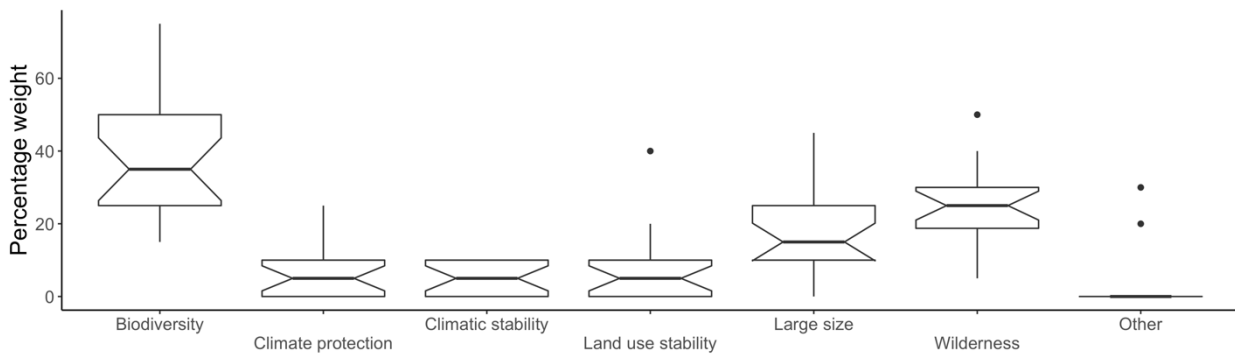 Percentage weight
60
40
20
0
Biodiversity
Climate protection
Climatic stability
Land use stability
Large size
Wilderness
Other